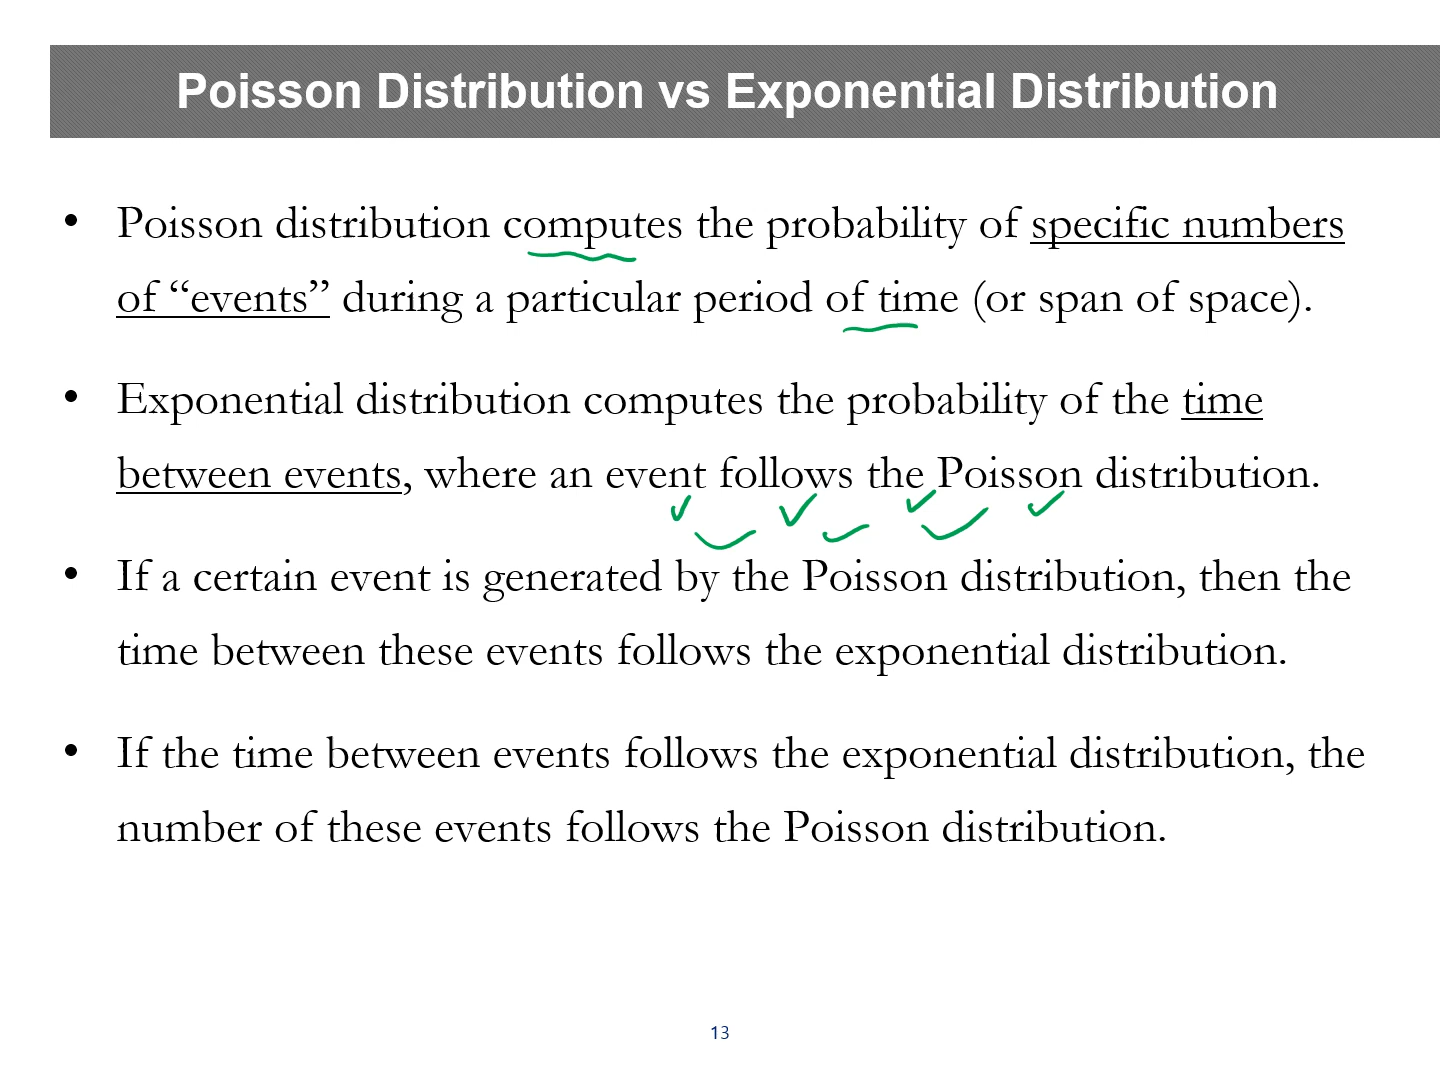 Poisson Distribution vs Exponential Distribution
• Poisson distribution computes the probability of specific numbers
of “events” during a particular period of time (or span of space).
• Exponential distribution computes the probability of the time
between events, where an event follows the Poisson distribution.
• If a certain event is generated by the Poisson distribution, then the
time between these events follows the exponential distribution.
• If the time between events follows the exponential distribution, the
number of these events follows the Poisson distribution.
13